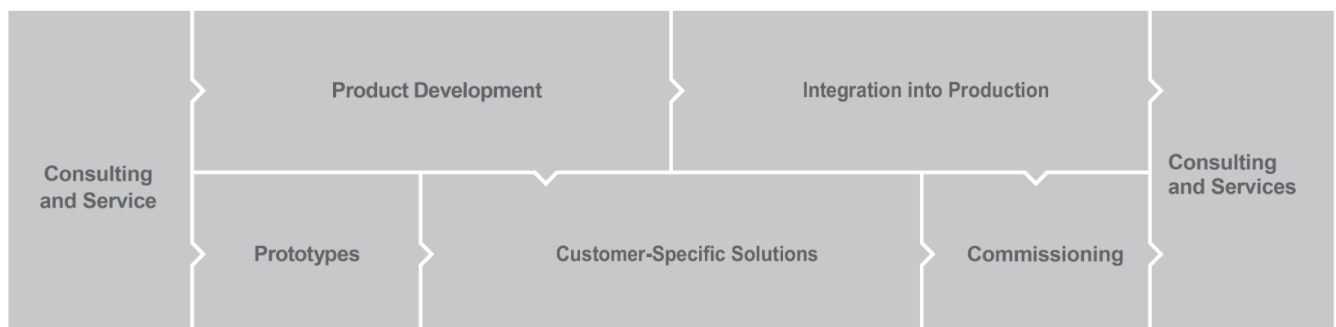 Consulting
and Service
Product Development
Integration into Production
Prototypes
Customer-Specific Solutions
Commissioning
Consulting
and Services